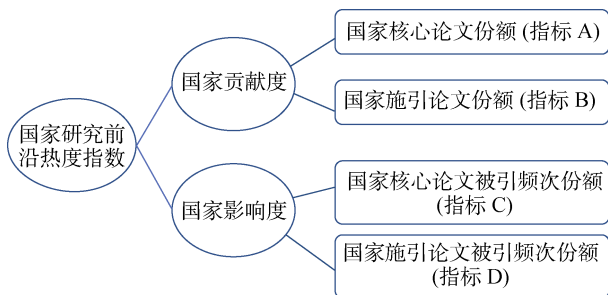 国家研究前
沿热度指数
国家贡献度
国家影响度
国家核心论文份额 (指标 A)
国家施引论文份额 (指标 B)
国家核心论文被引频次份额
(指标 C)
国家施引论文被引频次份额
(指标 D)